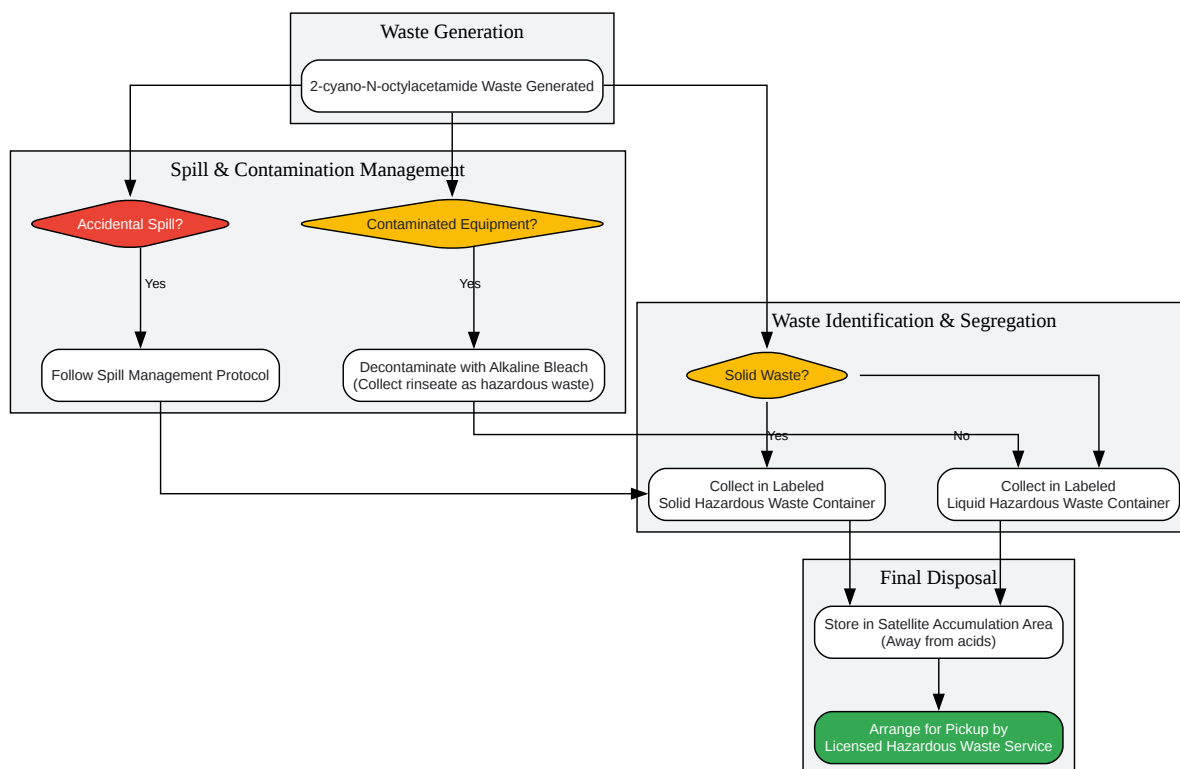 Waste Generation
2-cyano-N-octylacetamide Waste Generated
Spill & Contamination Management
Accidental Spill?
Contaminated Equipment?
Yes
Yes
Waste Identification & Segregation
Follow Spill Management Protocol
Decontaminate with Alkaline Bleach
(Collect rinseate as hazardous waste)
Solid Waste?
Yes
No
Collect in Labeled
Solid Hazardous Waste Container
Collect in Labeled
Liquid Hazardous Waste Container
Final Disposal
Store in Satellite Accumulation Area
(Away from acids)
Arrange for Pickup by
Licensed Hazardous Waste Service